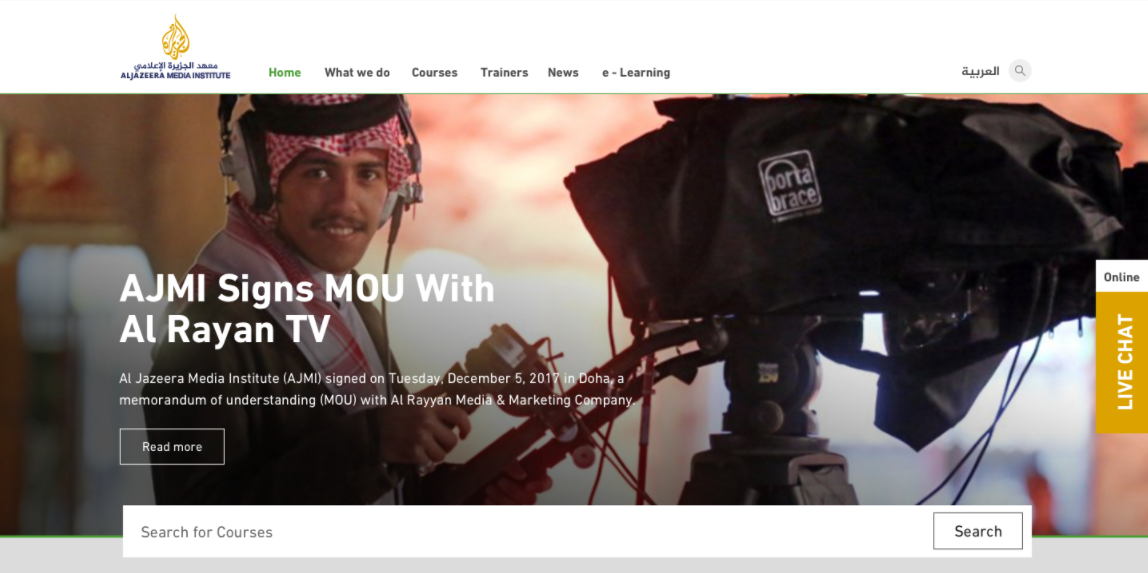 معهد الجزيرة الإعلامي
ALJAZEERA MEDIA INSTITUTE
Home What we do Courses Trainers News e - Learning العربية
porta
brace
Online
LIVE CHAT
AJMI Signs MOU With
Al Rayan TV
Al Jazeera Media Institute (AJMI) signed on Tuesday, December 5, 2017 in Doha, a
memorandum of understanding (MOU) with Al Rayyan Media & Marketing Company.
Read more
Search for Courses Search